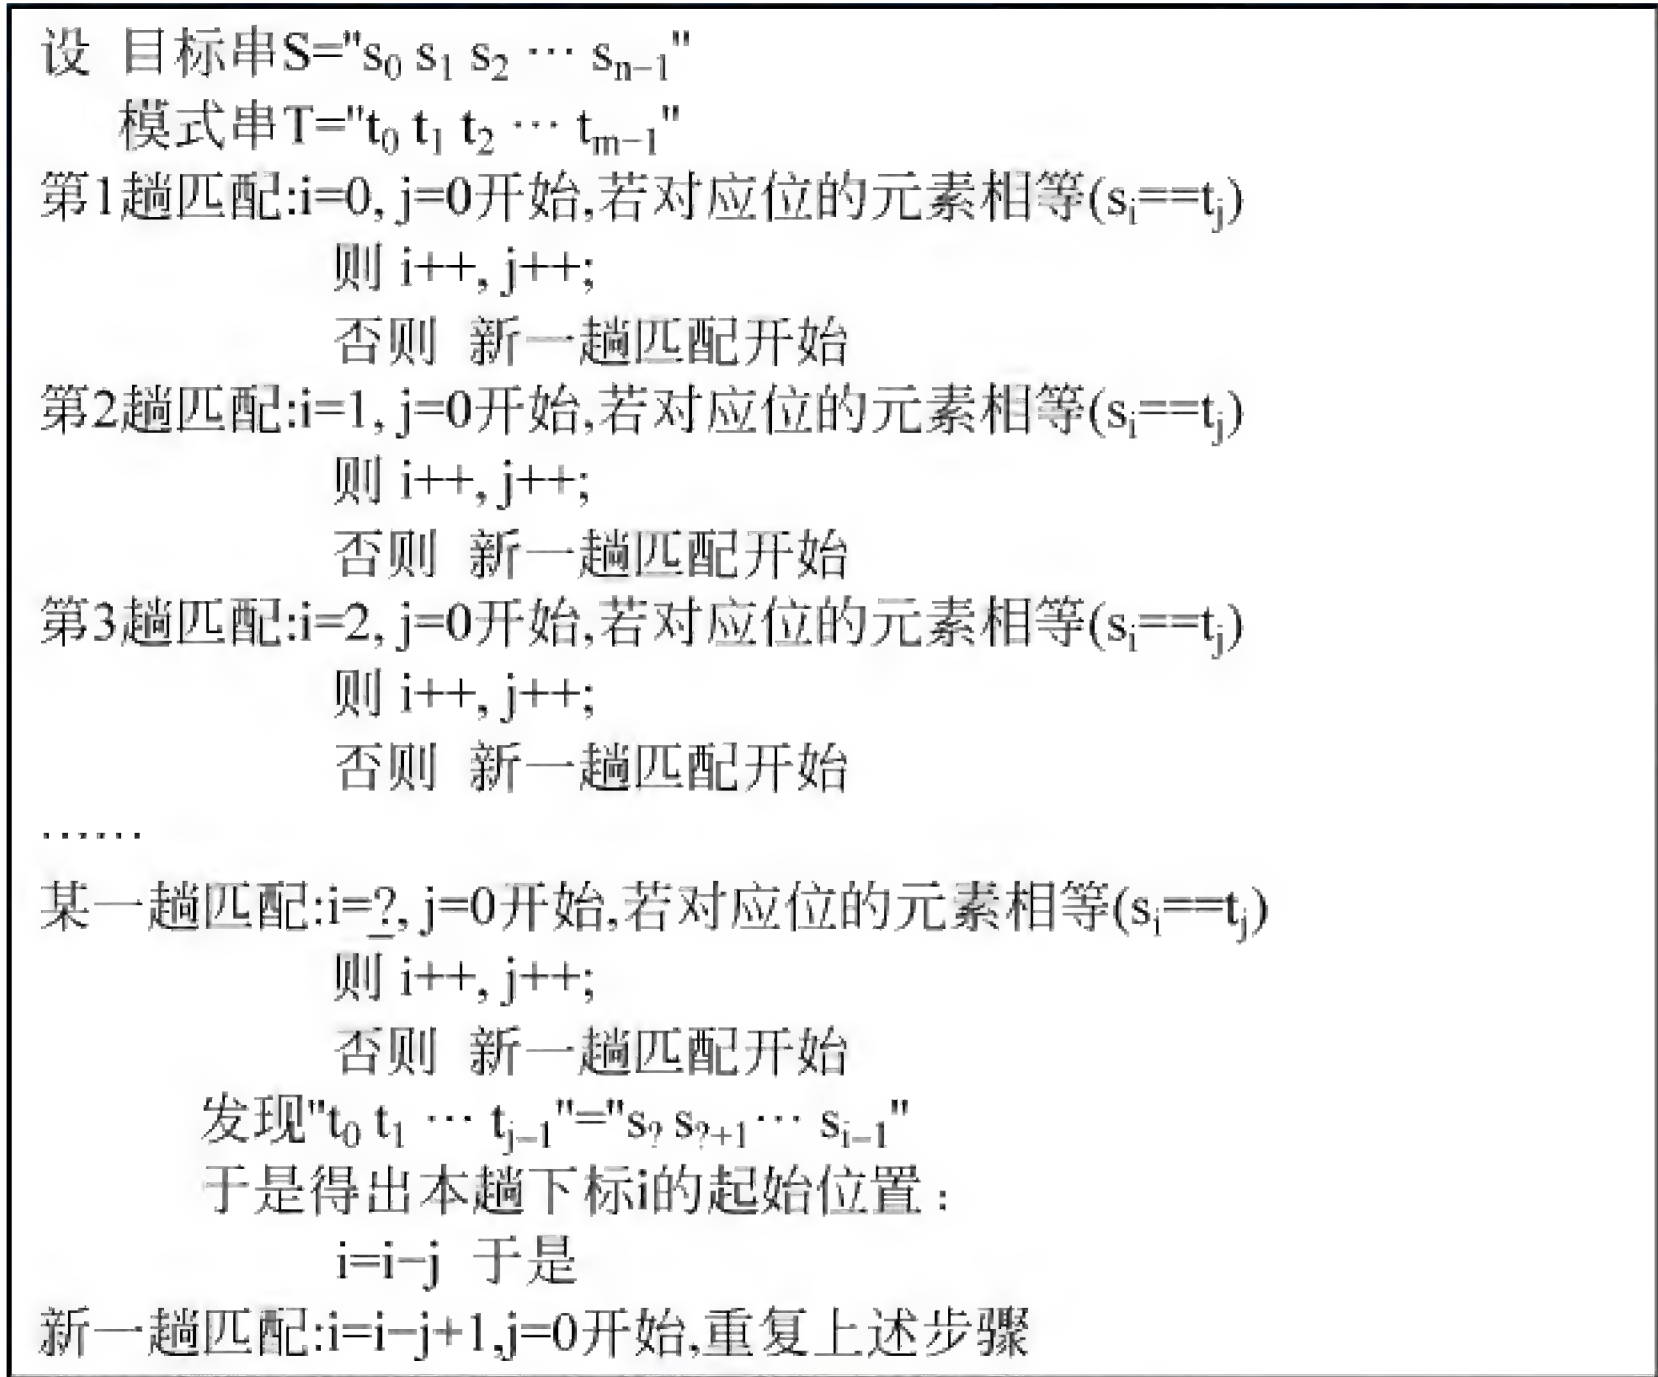 设 目标串S="s₀ s₁ s₂ ··· sₙ₋₁"
模式串T="t₀ t₁ t₂ ··· tₘ₋₁"
第1趟匹配:i=0, j=0开始,若对应位的元素相等(sᵢ==tⱼ)
则 i++, j++;
否则 新一趟匹配开始
第2趟匹配:i=1, j=0开始,若对应位的元素相等(sᵢ==tⱼ)
则 i++, j++;
否则 新一趟匹配开始
第3趟匹配:i=2, j=0开始,若对应位的元素相等(sᵢ==tⱼ)
则 i++, j++;
否则 新一趟匹配开始
······
某一趟匹配:i=?, j=0开始,若对应位的元素相等(sᵢ==tⱼ)
则 i++, j++;
否则 新一趟匹配开始
发现"t₀ t₁ ··· tⱼ₋₁"="s? s?₊₁··· sᵢ₋₁"
于是得出本趟下标i的起始位置：
i=i-j 于是
新一趟匹配:i=i-j+1,j=0开始,重复上述步骤